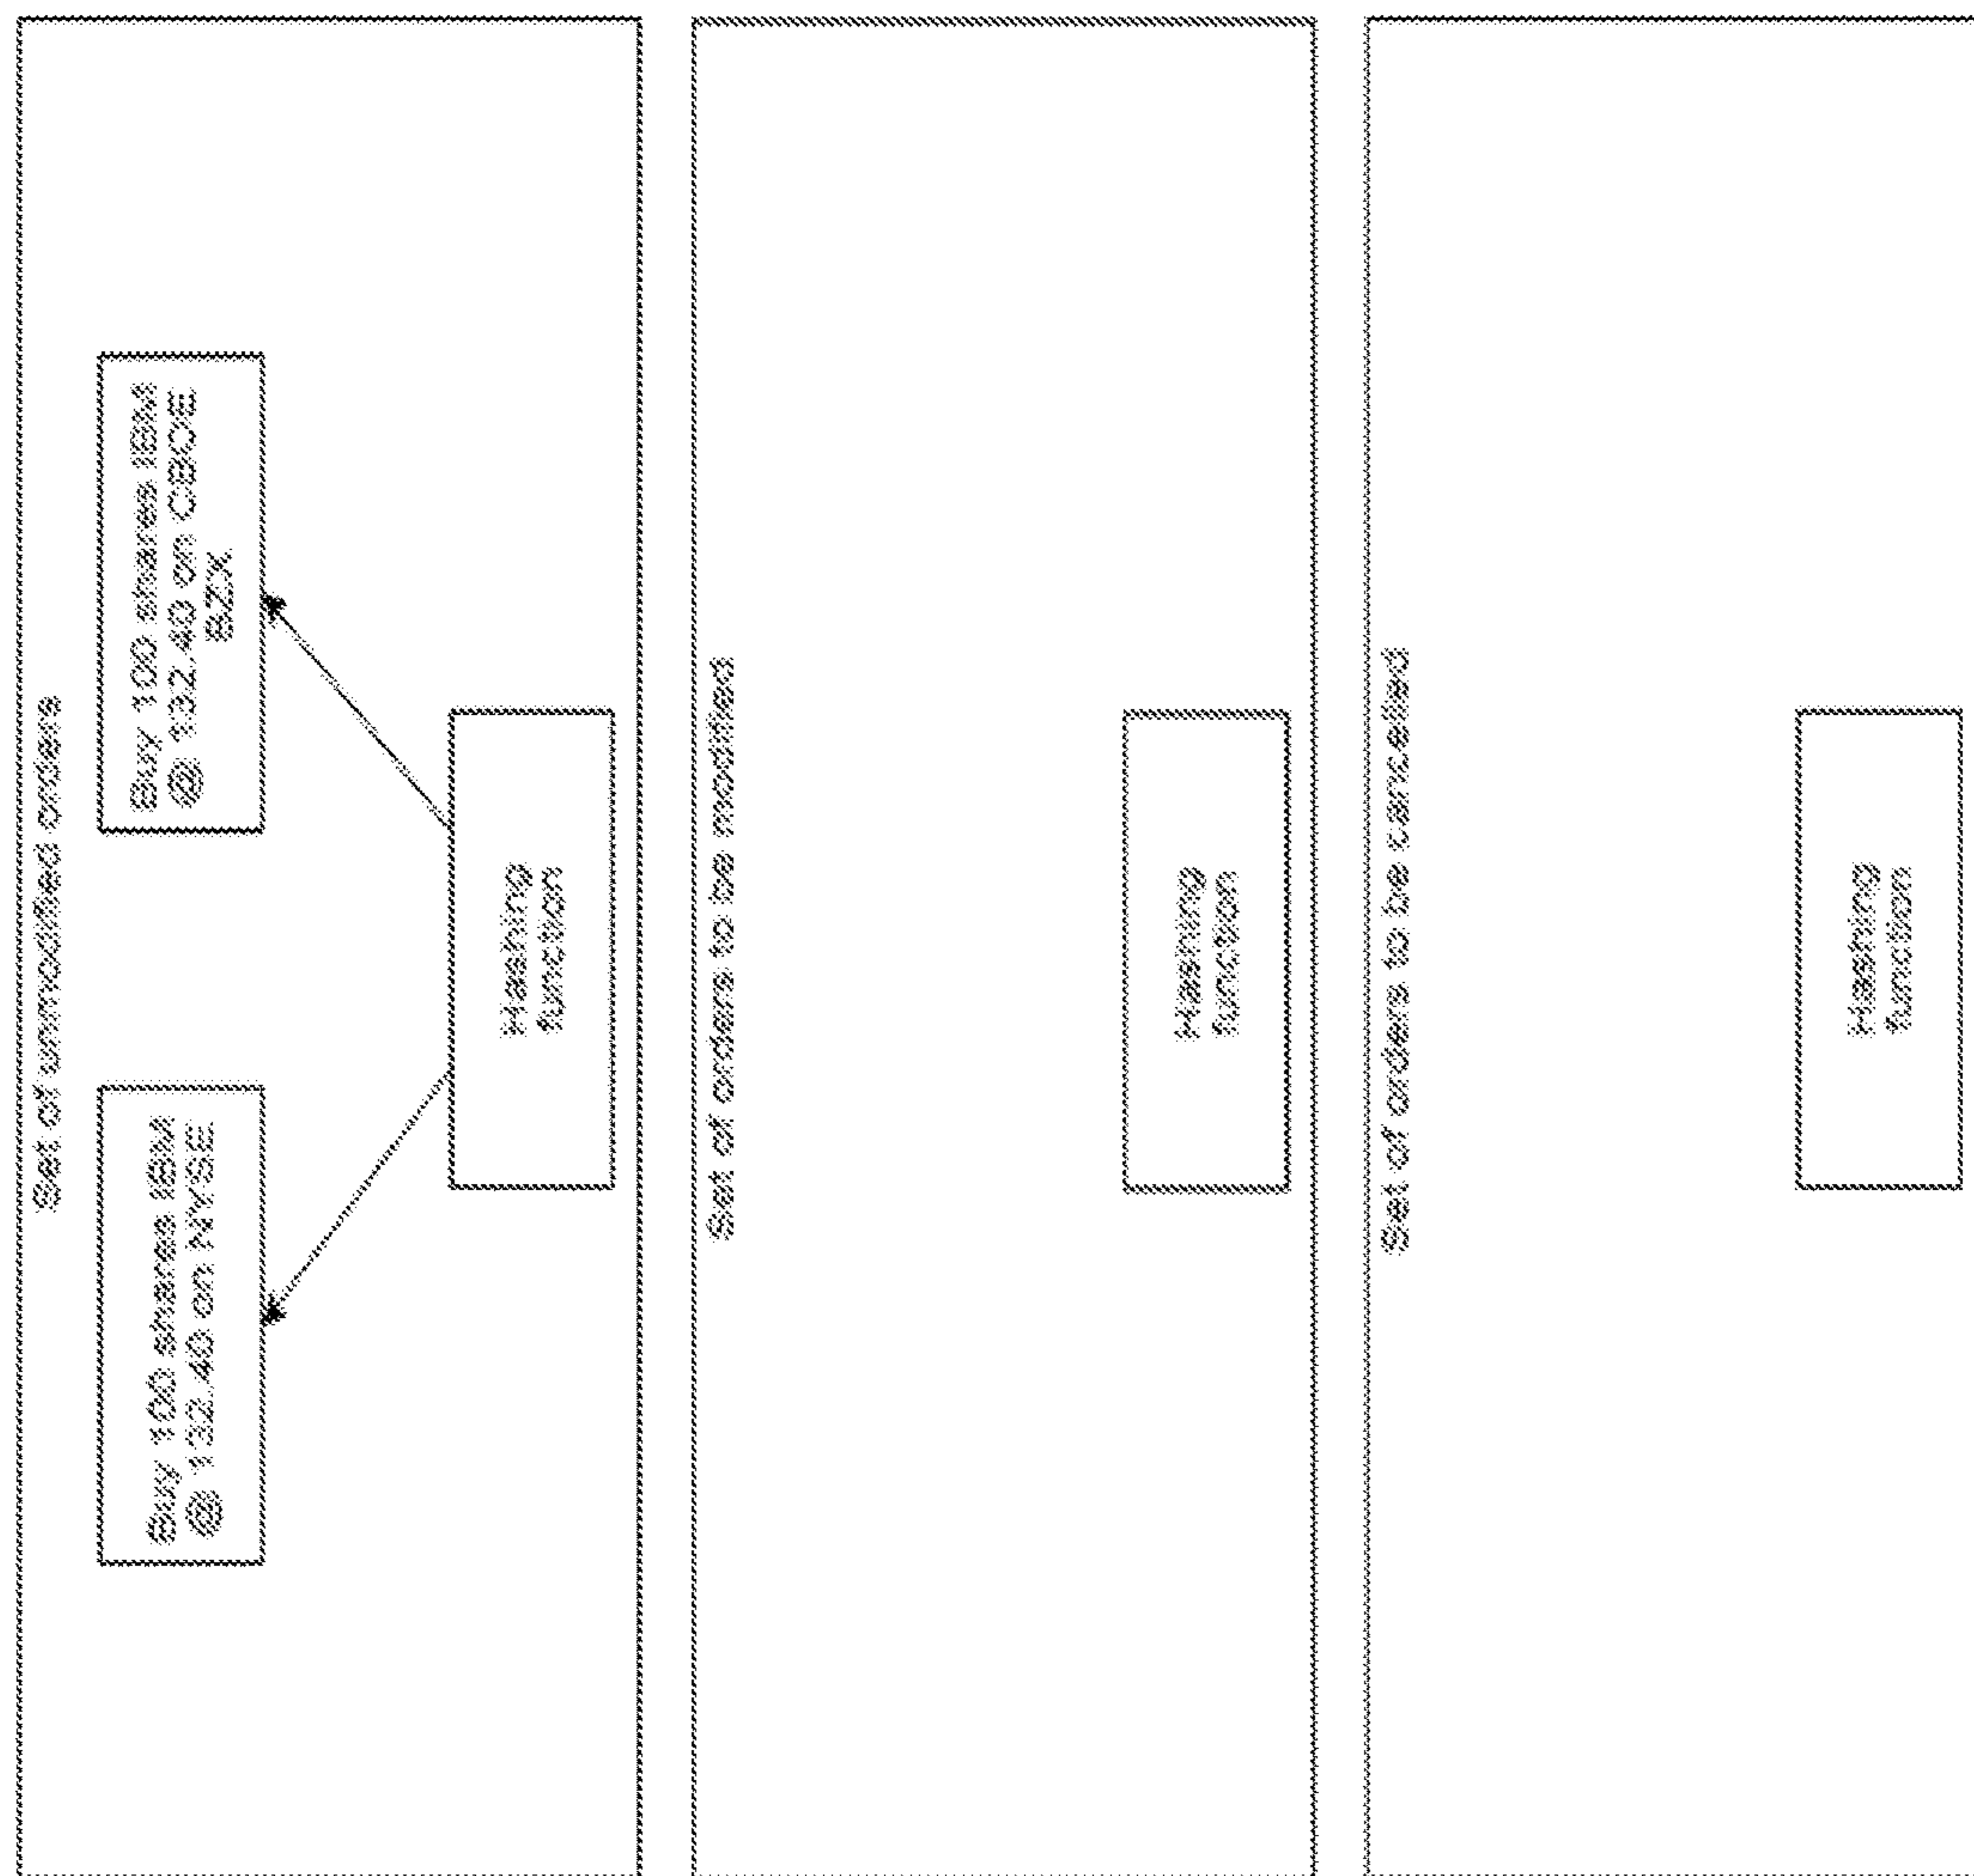 Set of unmodified orders
Buy 100 shares IBM
@ 132.40 on NYSE
Buy 100 shares IBM
@ 132.40 on CBOE
BZX
Hashing
function
Set of orders to be modified
Hashing
function
Set of orders to be cancelled
Hashing
function